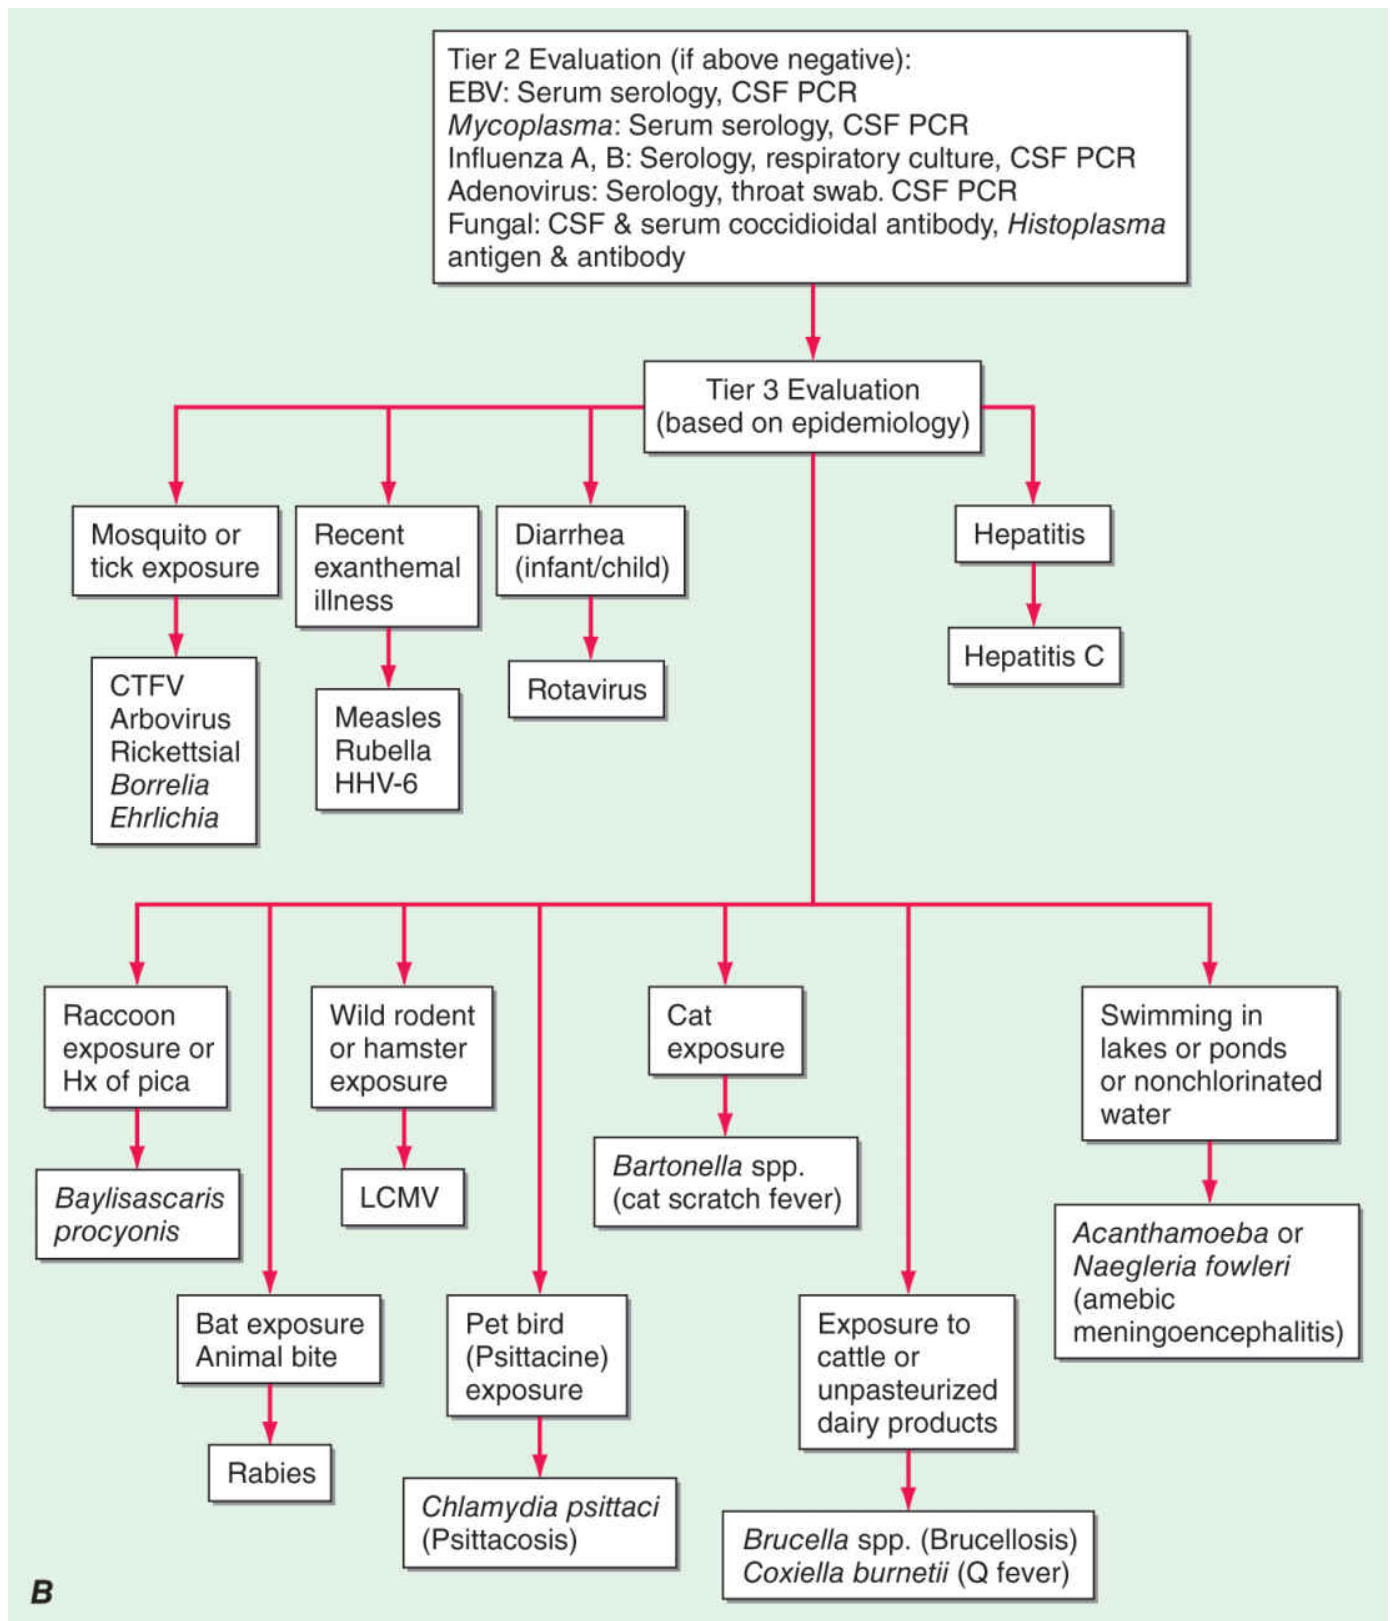 Tier 2 Evaluation (if above negative):
EBV: Serum serology, CSF PCR
Mycoplasma: Serum serology, CSF PCR
Influenza A, B: Serology, respiratory culture, CSF PCR
Adenovirus: Serology, throat swab. CSF PCR
Fungal: CSF & serum coccidioidal antibody, Histoplasma
antigen & antibody
Tier 3 Evaluation
(based on epidemiology)
Mosquito or
tick exposure
Recent
exanthemal
illness
Diarrhea
(infant/child)
Hepatitis
CTFV
Arbovirus
Rickettsial
Borrelia
Ehrlichia
Measles
Rubella
HHV-6
Rotavirus
Hepatitis C
Raccoon
exposure or
Hx of pica
Wild rodent
or hamster
exposure
Cat
exposure
Swimming in
lakes or ponds
or nonchlorinated
water
Baylisascaris
procyonis
LCMV
Bartonella spp.
(cat scratch fever)
Acanthamoeba or
Naegleria fowleri
(amebic
meningoencephalitis)
Bat exposure
Animal bite
Pet bird
(Psittacine)
exposure
Exposure to
cattle or
unpasteurized
dairy products
Rabies
Chlamydia psittaci
(Psittacosis)
Brucella spp. (Brucellosis)
Coxiella burnetii (Q fever)
B